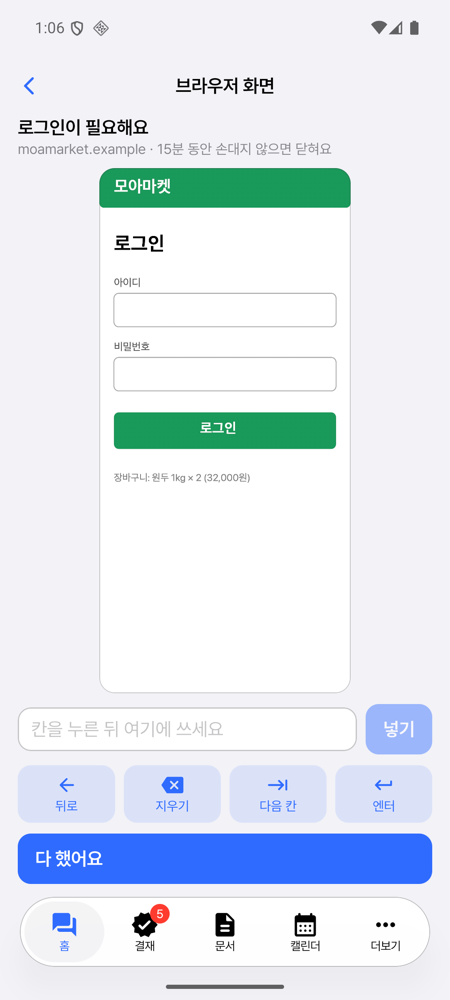 1:06
브라우저 화면
로그인이 필요해요
moamarket.example · 15분 동안 손대지 않으면 닫혀요
모아마켓
로그인
아이디
비밀번호
로그인
장바구니: 원두 1kg × 2 (32,000원)
칸을 누른 뒤 여기에 쓰세요
넣기
뒤로
지우기
다음 칸
엔터
다 했어요
5
홈
결재
문서
캘린더
더보기